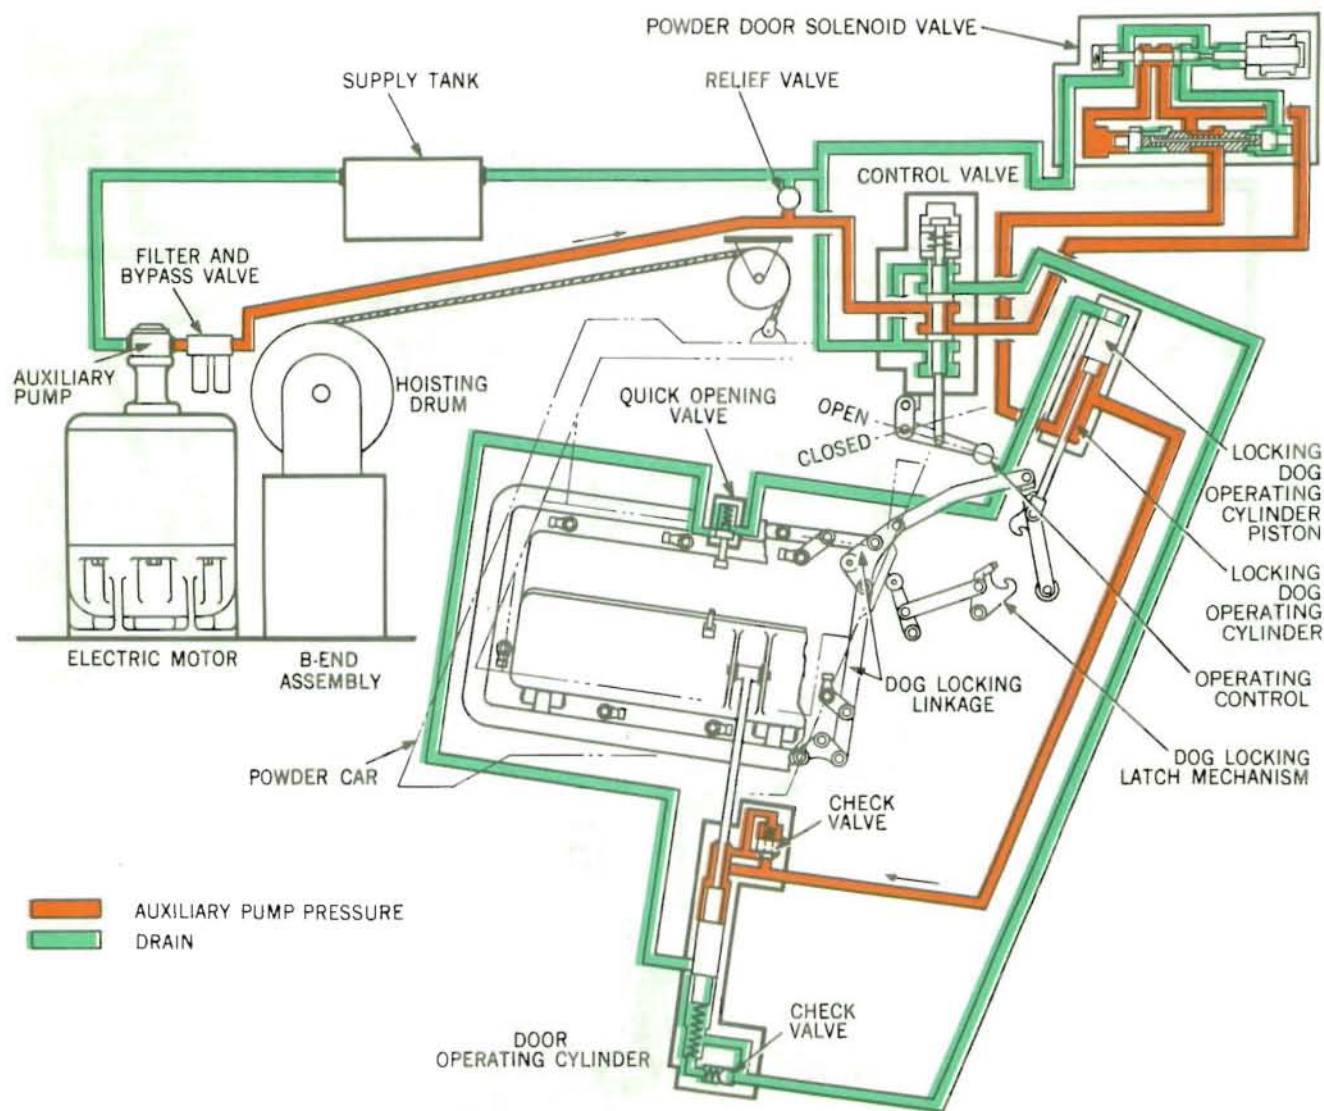 POWDER DOOR SOLENOID VALVE
SUPPLY TANK
RELIEF VALVE
CONTROL VALVE
FILTER AND
BYPASS VALVE
AUXILIARY
PUMP
HOISTING
DRUM
QUICK OPENING
VALVE
OPEN
CLOSED
LOCKING
DOG
OPERATING
CYLINDER
PISTON
LOCKING
DOG
OPERATING
CYLINDER
ELECTRIC MOTOR
B-END
ASSEMBLY
DOG LOCKING
LINKAGE
OPERATING
CONTROL
POWDER CAR
DOG LOCKING
LATCH MECHANISM
CHECK
VALVE
AUXILIARY PUMP PRESSURE
DRAIN
CHECK
VALVE
DOOR
OPERATING CYLINDER